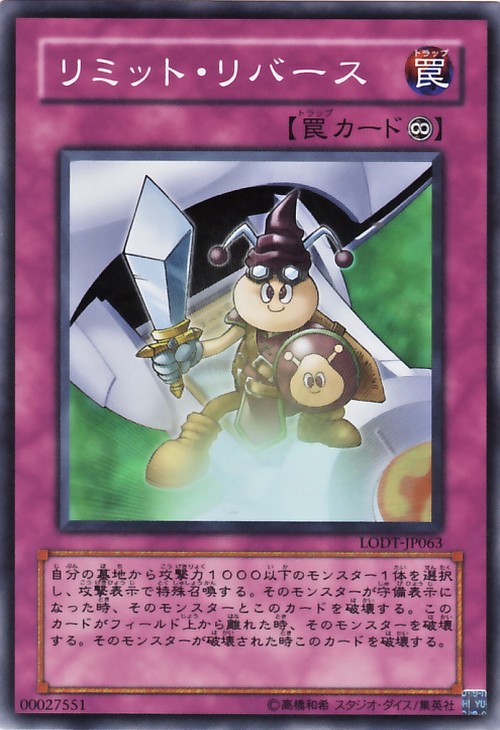 リミット・リバース
罠
トラップ
【罠カード♾】
トラップ
LODT-JP063
自分の墓地から攻撃力1000以下のモンスター1体を選択
し、攻撃表示で特殊召喚する。そのモンスターが守備表示に
なった時、そのモンスターとこのカードを破壊する。この
カードがフィールド上から離れた時、そのモンスターを破壊
する。そのモンスターが破壊された時このカードを破壊する。
00027551
©高橋和希 スタジオ・ダイス/集英社